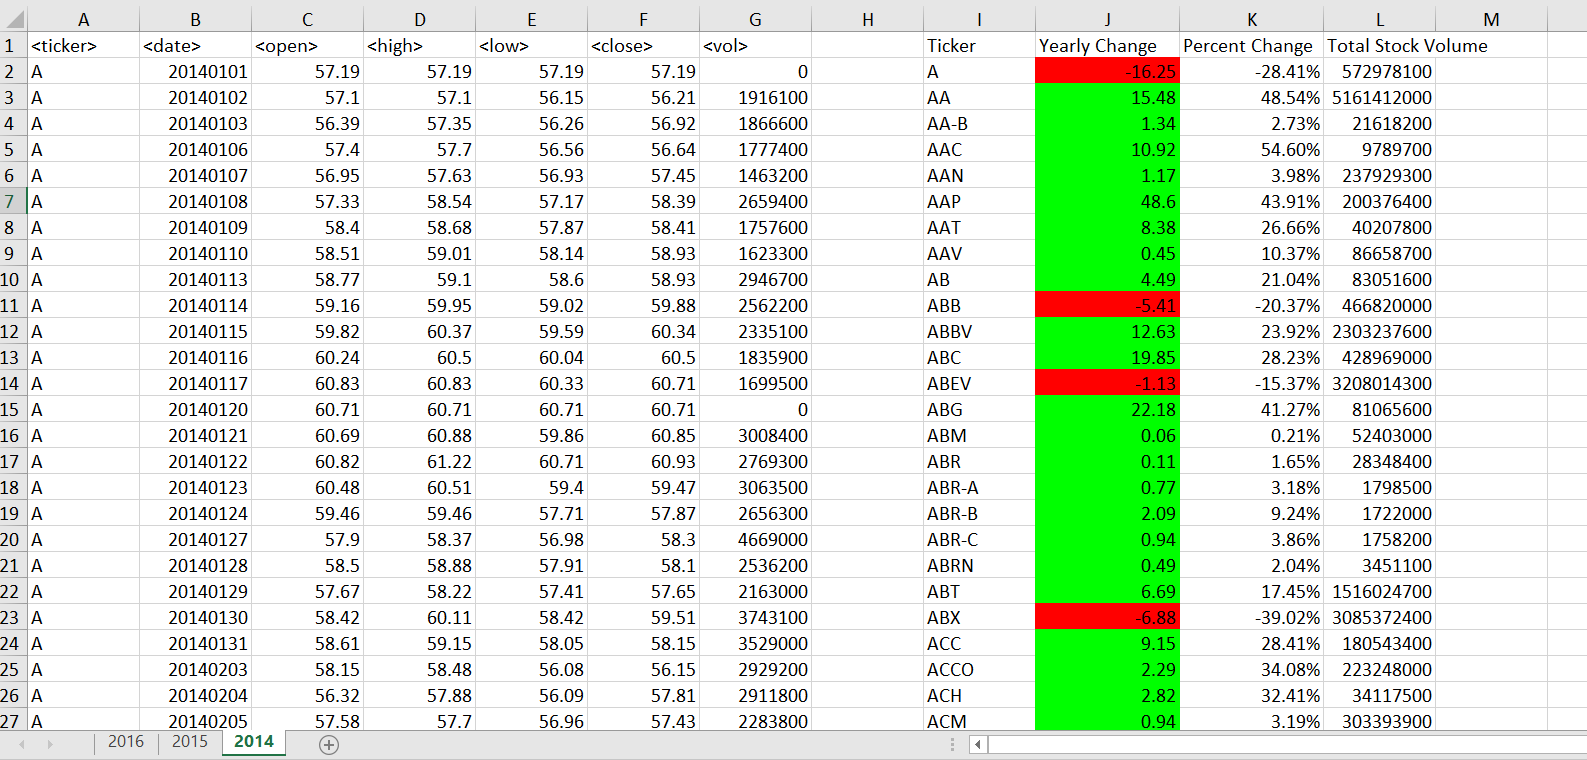 A B C D E F G H I J K L M
1 <ticker> <date> <open> <high> <low> <close> <vol> Ticker Yearly Change Percent Change Total Stock Volume
2 A 20140101 57.19 57.19 57.19 57.19 0 A -16.25 -28.41% 572978100
3 A 20140102 57.1 57.1 56.15 56.21 1916100 AA 15.48 48.54% 5161412000
4 A 20140103 56.39 57.35 56.26 56.92 1866600 AA-B 1.34 2.73% 21618200
5 A 20140106 57.4 57.7 56.56 56.64 1777400 AAC 10.92 54.60% 9789700
6 A 20140107 56.95 57.63 56.93 57.45 1463200 AAN 1.17 3.98% 237929300
7 A 20140108 57.33 58.54 57.17 58.39 2659400 AAP 48.6 43.91% 200376400
8 A 20140109 58.4 58.68 57.87 58.41 1757600 AAT 8.38 26.66% 40207800
9 A 20140110 58.51 59.01 58.14 58.93 1623300 AAV 0.45 10.37% 86658700
10 A 20140113 58.77 59.1 58.6 58.93 2946700 AB 4.49 21.04% 83051600
11 A 20140114 59.16 59.95 59.02 59.88 2562200 ABB -5.41 -20.37% 466820000
12 A 20140115 59.82 60.37 59.59 60.34 2335100 ABBV 12.63 23.92% 2303237600
13 A 20140116 60.24 60.5 60.04 60.5 1835900 ABC 19.85 28.23% 428969000
14 A 20140117 60.83 60.83 60.33 60.71 1699500 ABEV -1.13 -15.37% 3208014300
15 A 20140120 60.71 60.71 60.71 60.71 0 ABG 22.18 41.27% 81065600
16 A 20140121 60.69 60.88 59.86 60.85 3008400 ABM 0.06 0.21% 52403000
17 A 20140122 60.82 61.22 60.71 60.93 2769300 ABR 0.11 1.65% 28348400
18 A 20140123 60.48 60.51 59.4 59.47 3063500 ABR-A 0.77 3.18% 1798500
19 A 20140124 59.46 59.46 57.71 57.87 2656300 ABR-B 2.09 9.24% 1722000
20 A 20140127 57.9 58.37 56.98 58.3 4669000 ABR-C 0.94 3.86% 1758200
21 A 20140128 58.5 58.88 57.91 58.1 2536200 ABRN 0.49 2.04% 3451100
22 A 20140129 57.67 58.22 57.41 57.65 2163000 ABT 6.69 17.45% 1516024700
23 A 20140130 58.42 60.11 58.42 59.51 3743100 ABX -6.88 -39.02% 3085372400
24 A 20140131 58.61 59.15 58.05 58.15 3529000 ACC 9.15 28.41% 180543400
25 A 20140203 58.15 58.48 56.08 56.15 2929200 ACCO 2.29 34.08% 223248000
26 A 20140204 56.32 57.88 56.09 57.81 2911800 ACH 2.82 32.41% 34117500
27 A 20140205 57.58 57.7 56.96 57.43 2283800 ACM 0.94 3.19% 303393900
2016 2015 2014